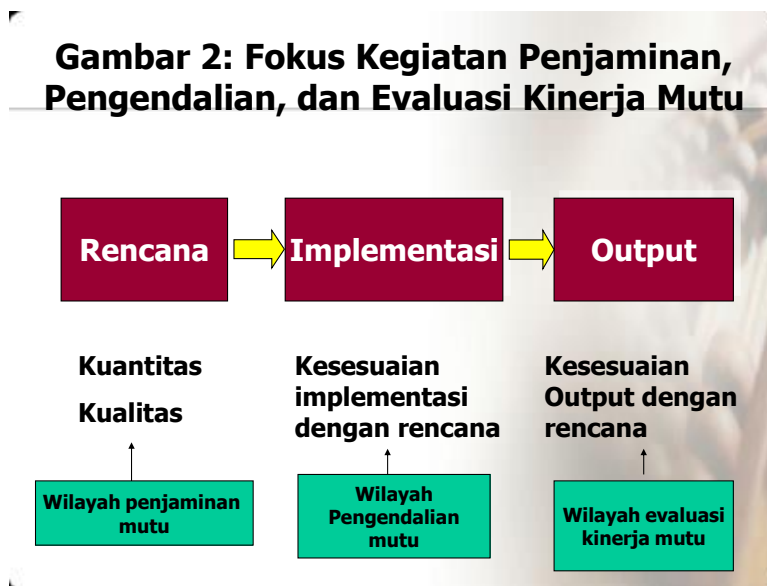 Gambar 2: Fokus Kegiatan Penjaminan,
Pengendalian, dan Evaluasi Kinerja Mutu
Rencana
Implementasi
Output
Kuantitas
Kualitas
Kesesuaian
implementasi
dengan rencana
Kesesuaian
Output dengan
rencana
Wilayah penjaminan
mutu
Wilayah
Pengendalian
mutu
Wilayah evaluasi
kinerja mutu